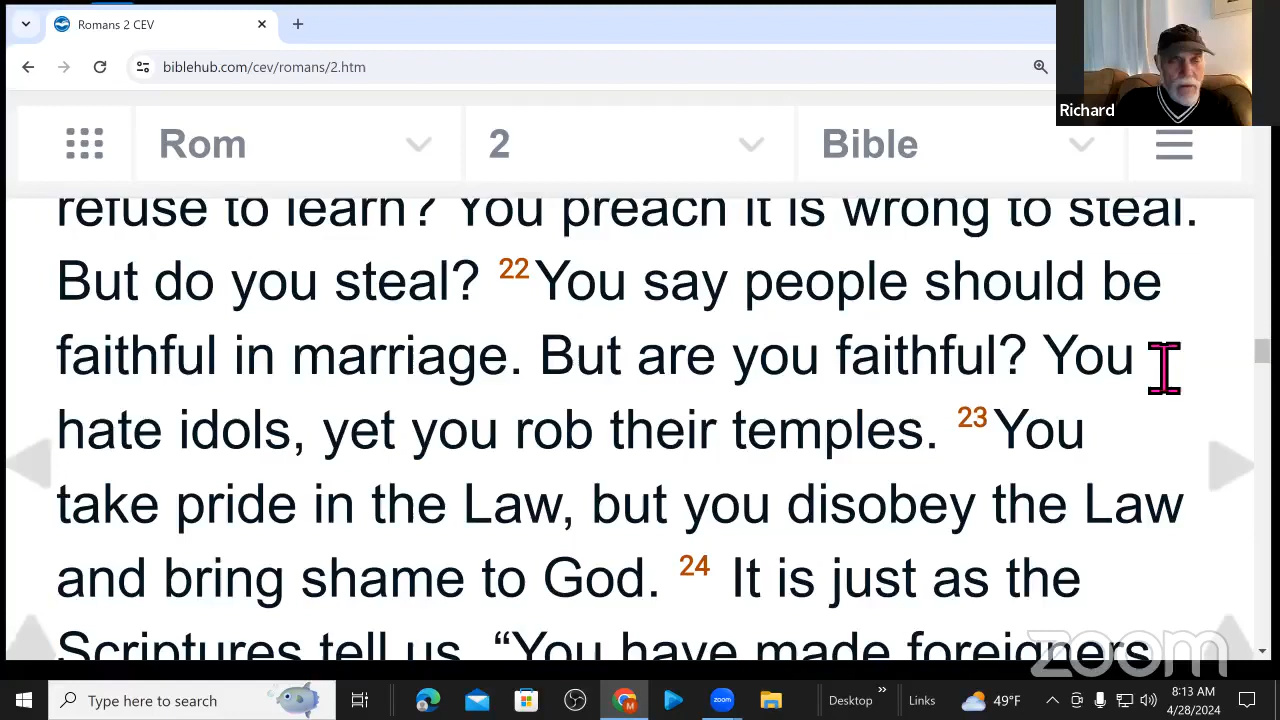 Romans 2 CEV
biblehub.com/cev/romans/2.htm
Richard
Rom
2
Bible
refuse to learn? You preach it is wrong to steal.
But do you steal? 22 You say people should be
faithful in marriage. But are you faithful? You
hate idols, yet you rob their temples. 23 You
take pride in the Law, but you disobey the Law
and bring shame to God. 24 It is just as the
Scriptures tell us, “You have made foreigners
zoom
Type here to search
Desktop
Links
49°F
8:13 AM
4/28/2024